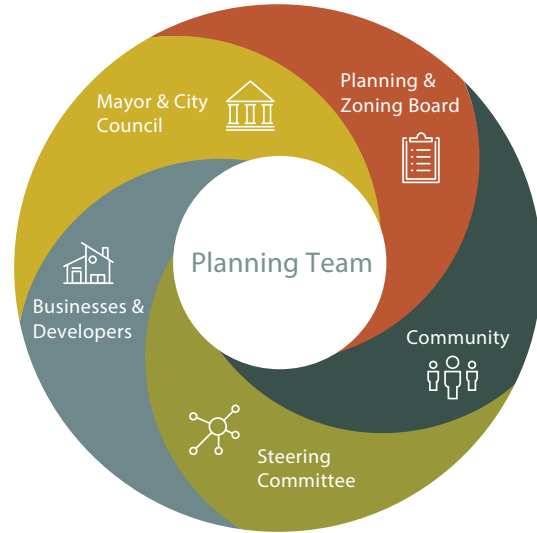 Mayor & City
Council
Planning &
Zoning Board
Planning Team
Businesses &
Developers
Community
Steering
Committee